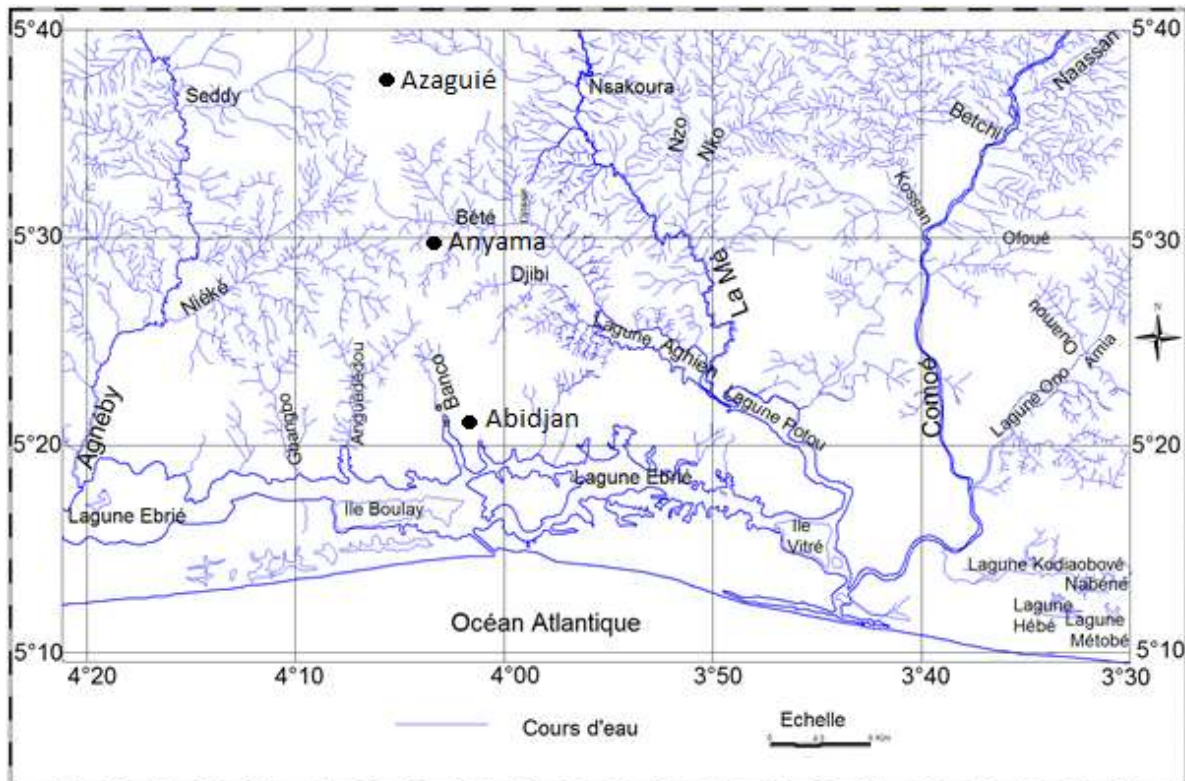 5°40
5°40
Naassan
Azaguié
Seddy
Nsakoura
Betchi
Nzo
Nko
Kossan
Bété
5°30
Anyama
Ofoué
5°30
Djibi
Niéké
La Mé
Lagune Aghien
Ouenon
Amia
Anguadédou
Banco
Comoé
Gbangbo
Lagune Potou
Lagune Ono
Abidjan
Agnéby
5°20
5°20
Lagune Ebrié
Lagune Ebrié
Ile Boulay
Ile
Vitré
Lagune Kodiaobové
Nabéné
Lagune
Hébé
Lagune
Métobé
Océan Atlantique
5°10
5°10
4°20
4°10
4°00
3°50
3°40
3°30
Cours d'eau
Echelle